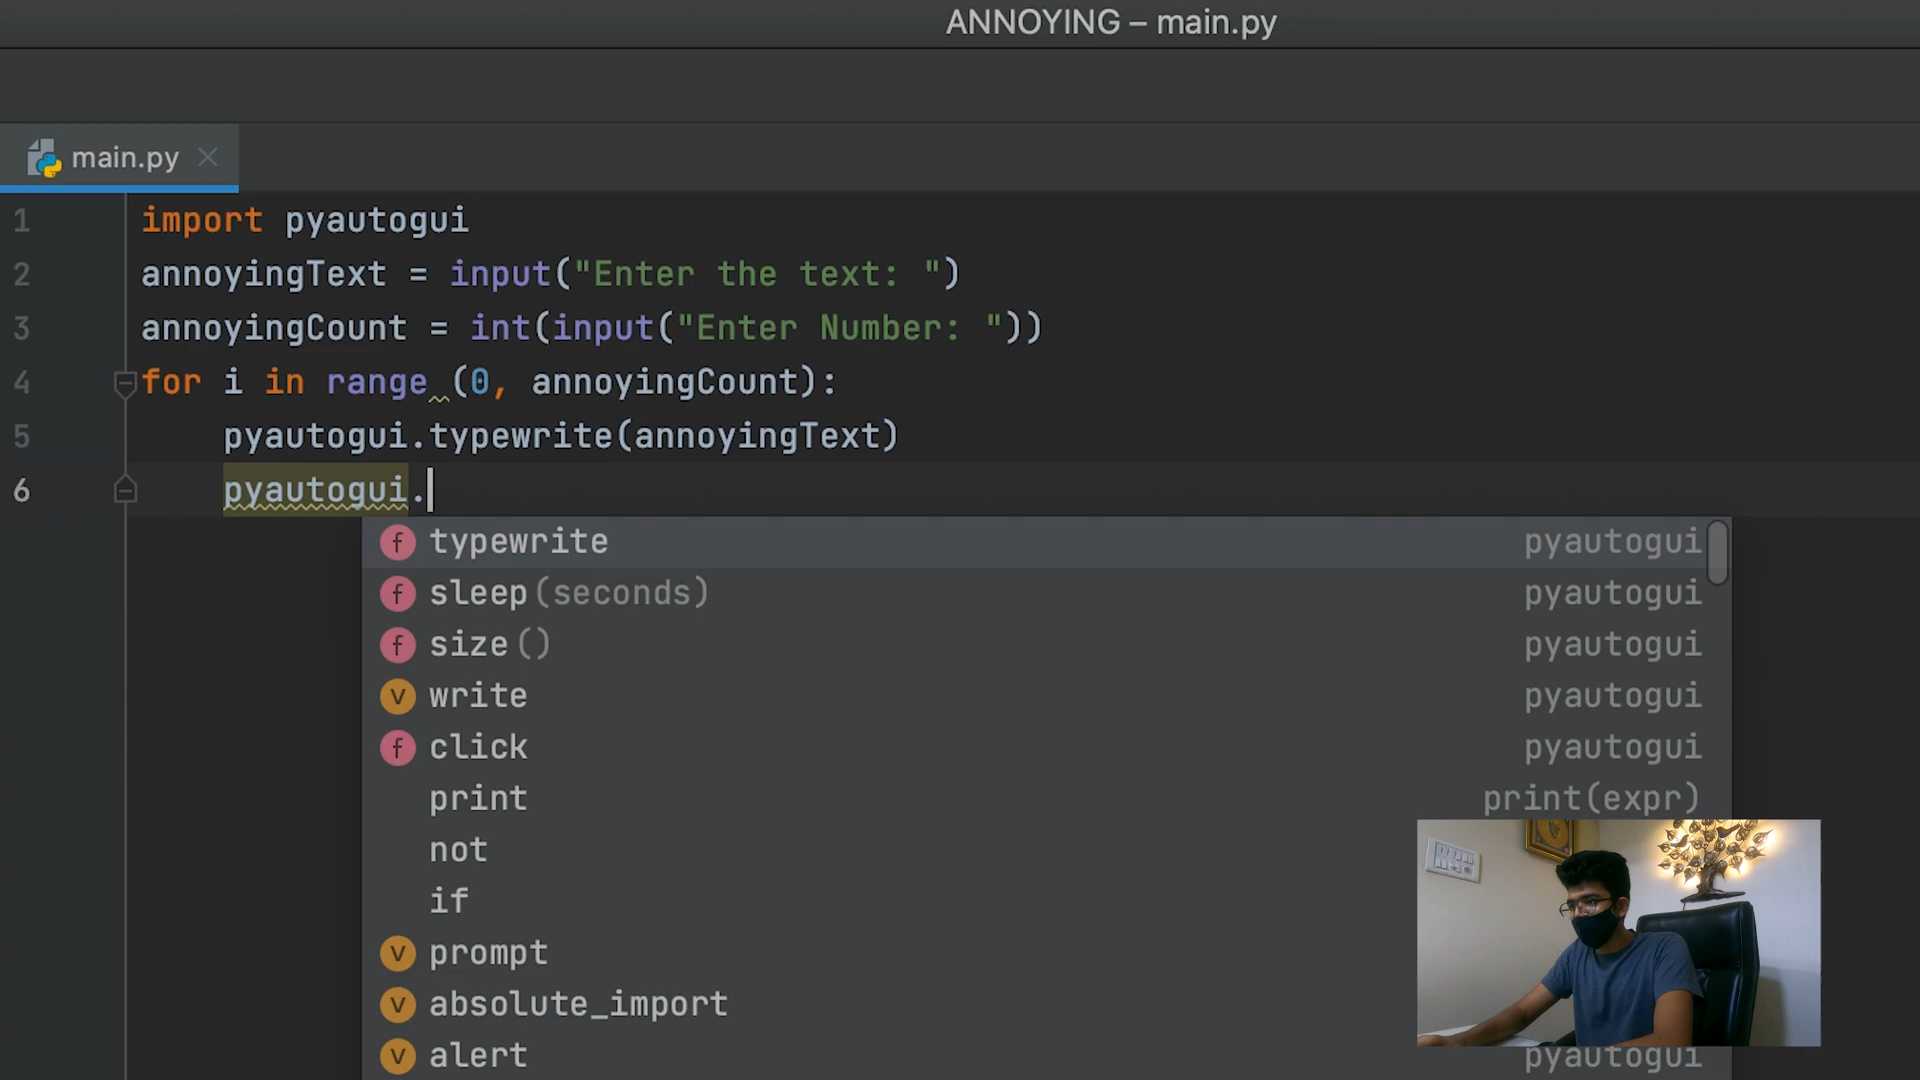 ANNOYING – main.py
main.py
1 import pyautogui
2 annoyingText = input("Enter the text: ")
3 annoyingCount = int(input("Enter Number: "))
4 for i in range (0, annoyingCount):
5 pyautogui.typewrite(annoyingText)
6 pyautogui.
f typewrite pyautogui
f sleep(seconds) pyautogui
f size() pyautogui
v write pyautogui
f click pyautogui
print print(expr)
not
if
v prompt
v absolute_import
v alert pyautogui